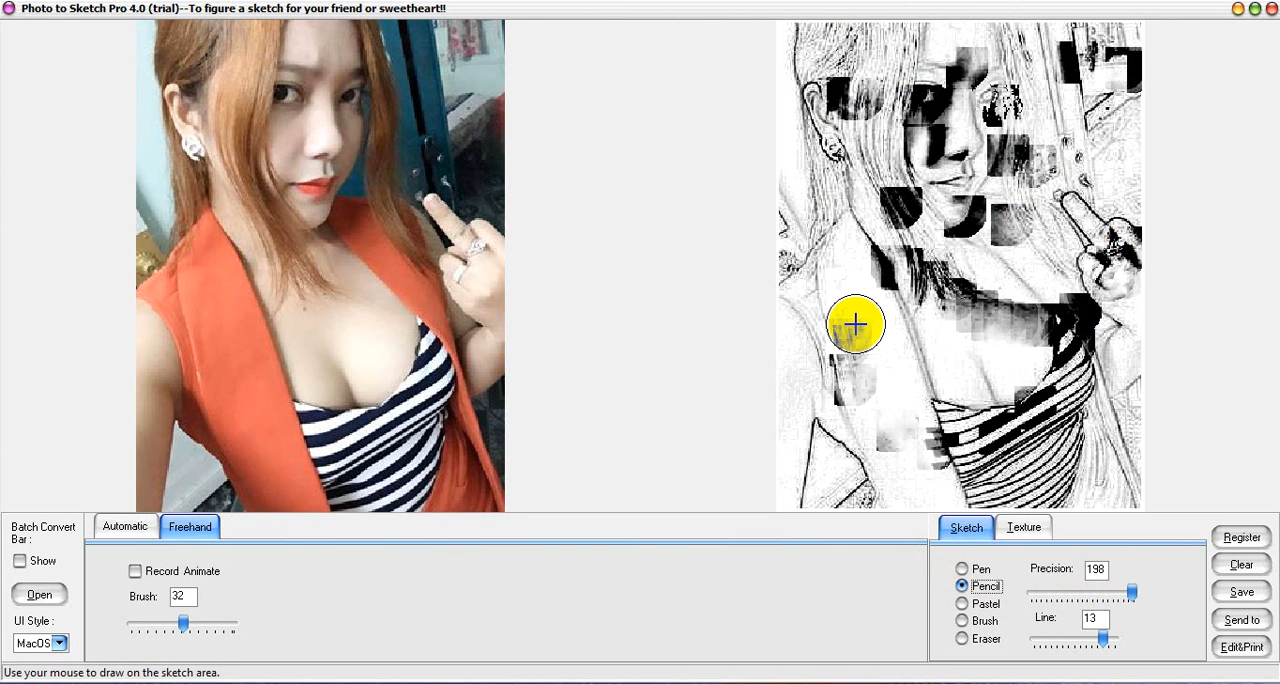 Photo to Sketch Pro 4.0 (trial)--To figure a sketch for your friend or sweetheart!!
Batch Convert
Bar :
Show
Open
UI Style :
MacOS
Automatic
Freehand
Record Animate
Brush: 32
Sketch
Texture
Pen
Pencil
Pastel
Brush
Eraser
Precision: 198
Line: 13
Register
Clear
Save
Send to
Edit&Print
Use your mouse to draw on the sketch area.